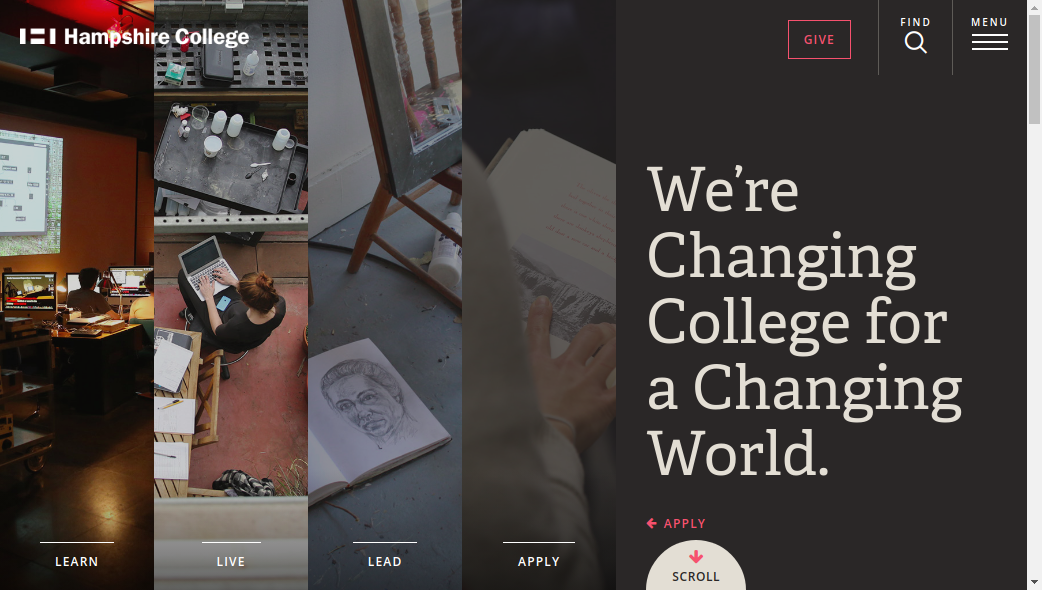 Hampshire College
GIVE
FIND
MENU
We’re
Changing
College for
a Changing
World.
APPLY
SCROLL
LEARN
LIVE
LEAD
APPLY